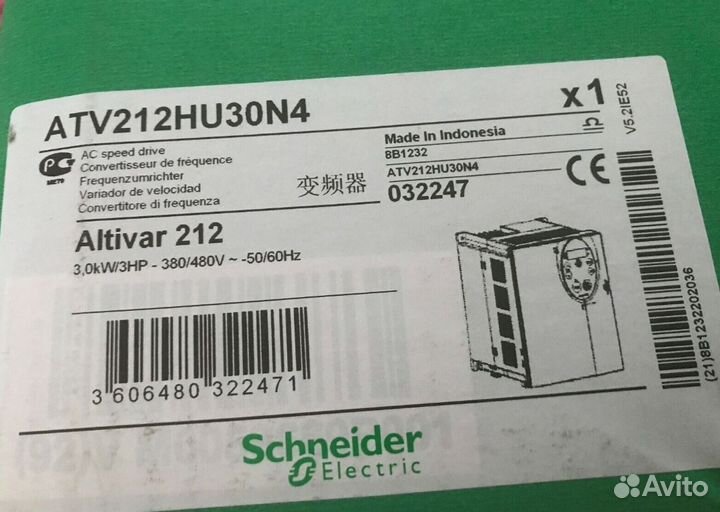 ATV212HU30N4
x1
AC speed drive
Convertisseur de fréquence
Frequenzumrichter
Variador de velocidad
Convertitore di frequenza
变频器
Made In Indonesia
8B1232
ATV212HU30N4
032247
CE
V5.2IE52
Altivar 212
3,0kW/3HP - 380/480V ~ -50/60Hz
3 606480 322471
(21)8B1232202036
Schneider
Electric
Avito